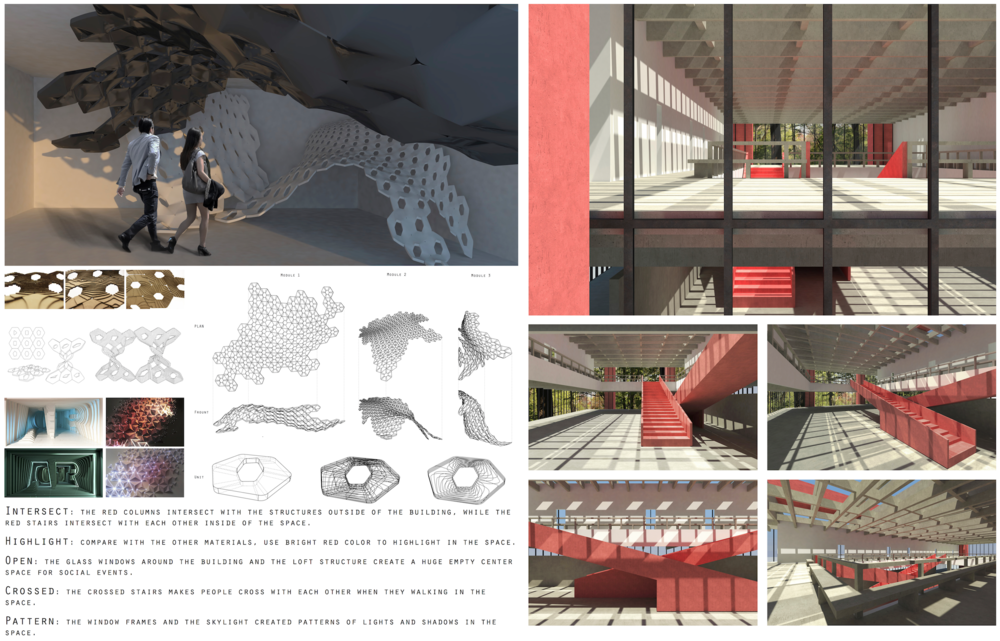 Module 1
Module 2
Module 3
Plan
Front
Unit
Intersect: the red columns intersect with the structures outside of the building, while the
red stairs intersect with each other inside of the space.
Highlight: compare with the other materials, use bright red color to highlight in the space.
Open: the glass windows around the building and the loft structure create a huge empty center
space for social events.
Crossed: the crossed stairs makes people cross with each other when they walking in the
space.
Pattern: the window frames and the skylight created patterns of lights and shadows in the
space.